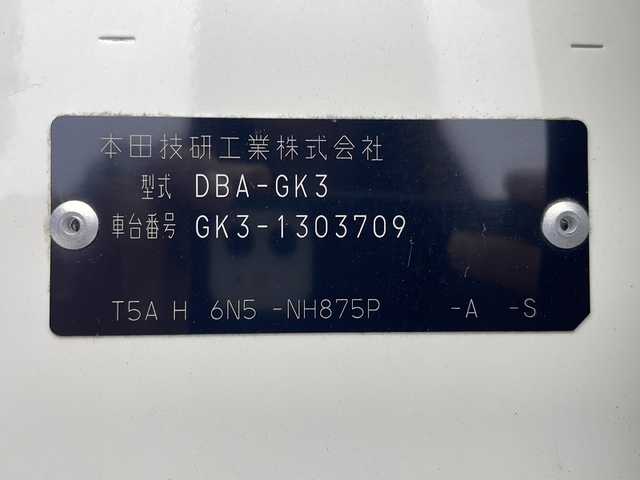 本田技研工業株式会社
型式 DBA-GK3
車台番号 GK3-1303709
T5A H 6N5 -NH875P -A -S